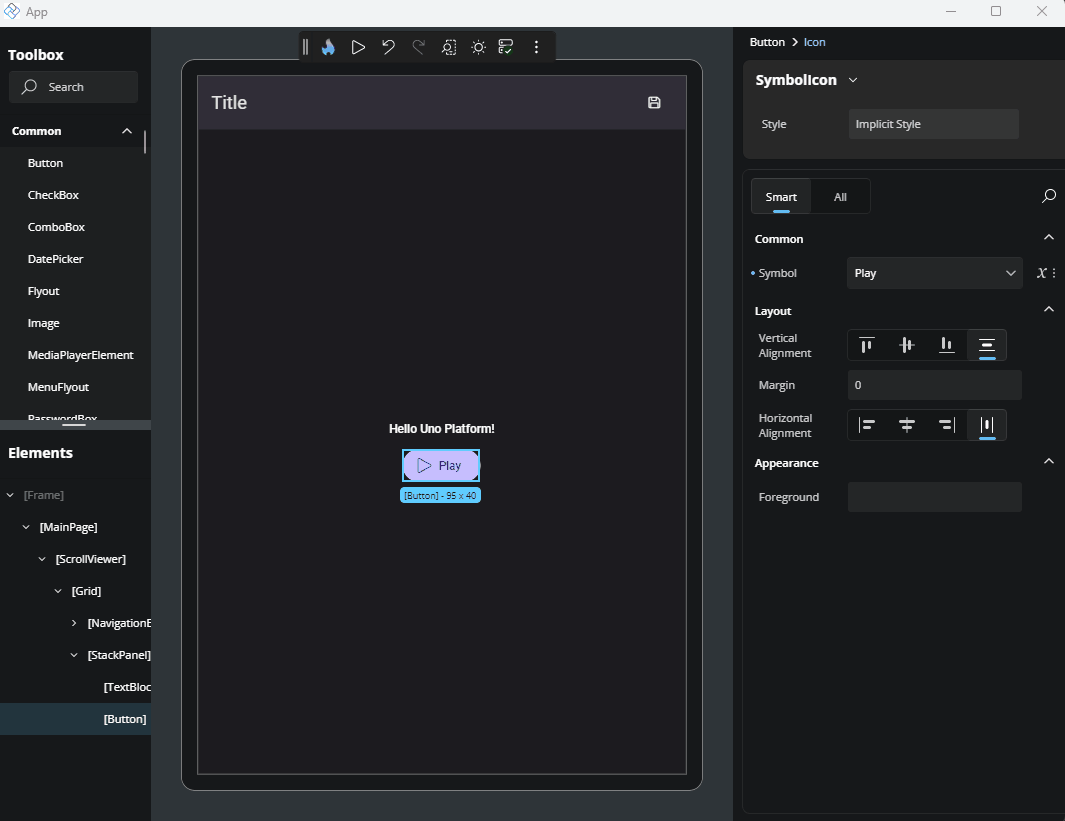 App
Toolbox
Search
Common
Button
CheckBox
ComboBox
DatePicker
Flyout
Image
MediaPlayerElement
MenuFlyout
PasswordBox
Elements
[Frame]
[MainPage]
[ScrollViewer]
[Grid]
[NavigationB
[StackPanel]
[TextBloc
[Button]
Title
Hello Uno Platform!
Play
[Button] - 95 x 40
Button > Icon
SymbolIcon
Style
Implicit Style
Smart
All
Common
Symbol
Play
x
Layout
Vertical
Alignment
Margin
0
Horizontal
Alignment
Appearance
Foreground